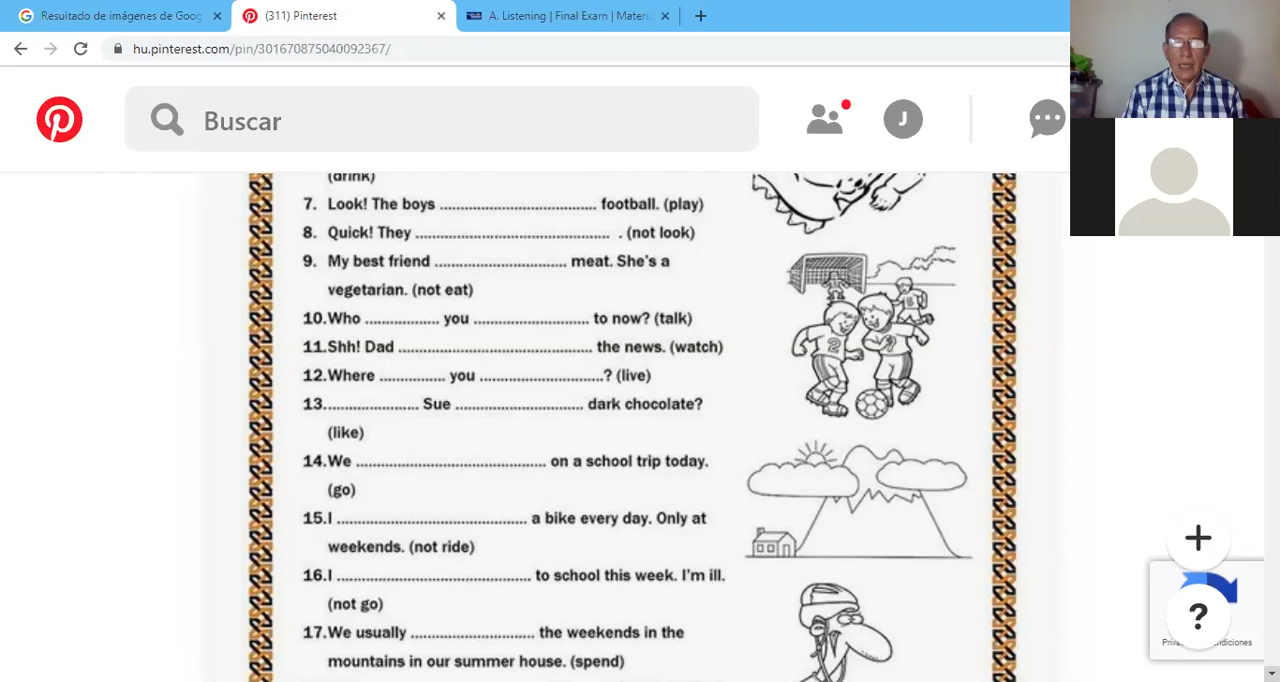 Resultado de imágenes de Goog
(311) Pinterest
A. Listening | Final Exam | Materi
hu.pinterest.com/pin/301670875040092367/
Buscar
J
(drink)
7. Look! The boys ................................. football. (play)
8. Quick! They .......................................... . (not look)
9. My best friend ............................ meat. She's a
vegetarian. (not eat)
10.Who ................ you ......................... to now? (talk)
11.Shh! Dad .......................................... the news. (watch)
12.Where .............. you ...........................? (live)
13.................... Sue ........................... dark chocolate?
(like)
14.We ......................................... on a school trip today.
(go)
15.I ......................................... a bike every day. Only at
weekends. (not ride)
16.I .......................................... to school this week. I'm ill.
(not go)
17.We usually ........................... the weekends in the
mountains in our summer house. (spend)
2
7
?